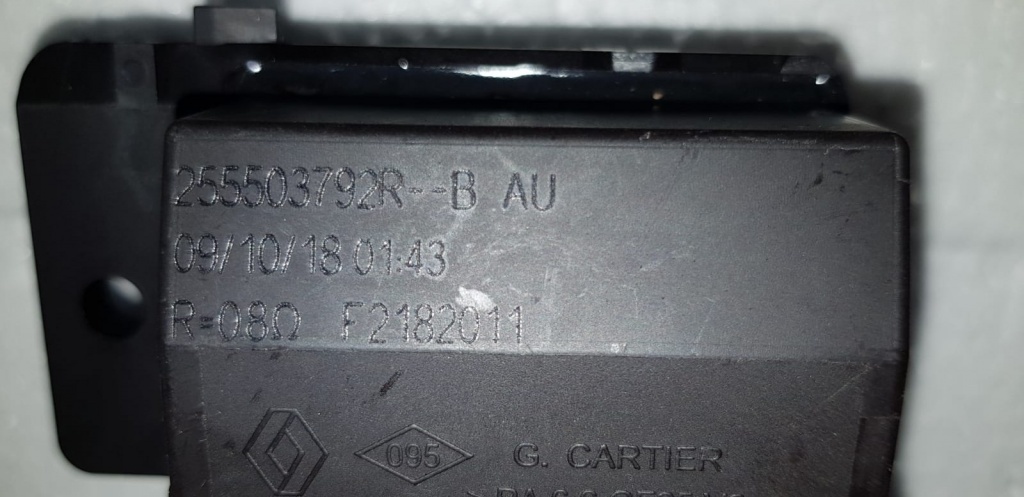 255503792R--B AU
09/10/18 01:43
R=08Ω F2182011
095
G. CARTIER